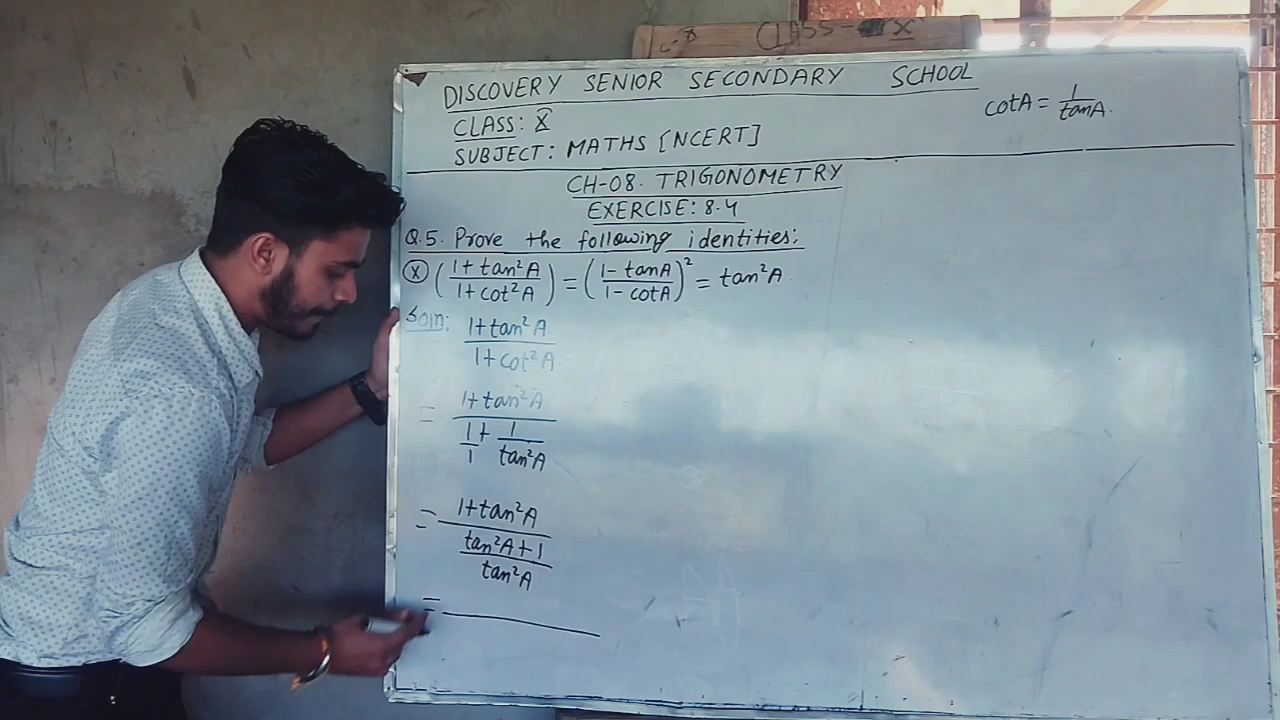 C-B CLASS - X
DISCOVERY SENIOR SECONDARY SCHOOL
cotA = 1/tanA.
CLASS: X
SUBJECT: MATHS [NCERT]
CH-08. TRIGONOMETRY
EXERCISE: 8.4
Q.5. Prove the following identities:
(X) ((1+tan²A)/(1+cot²A)) = ((1-tanA)/(1-cotA))² = tan²A.
Soln: (1+tan²A)/(1+cot²A).
= (1+tan²A)/(1/1 + 1/tan²A)
= (1+tan²A)/((tan²A+1)/tan²A)
=